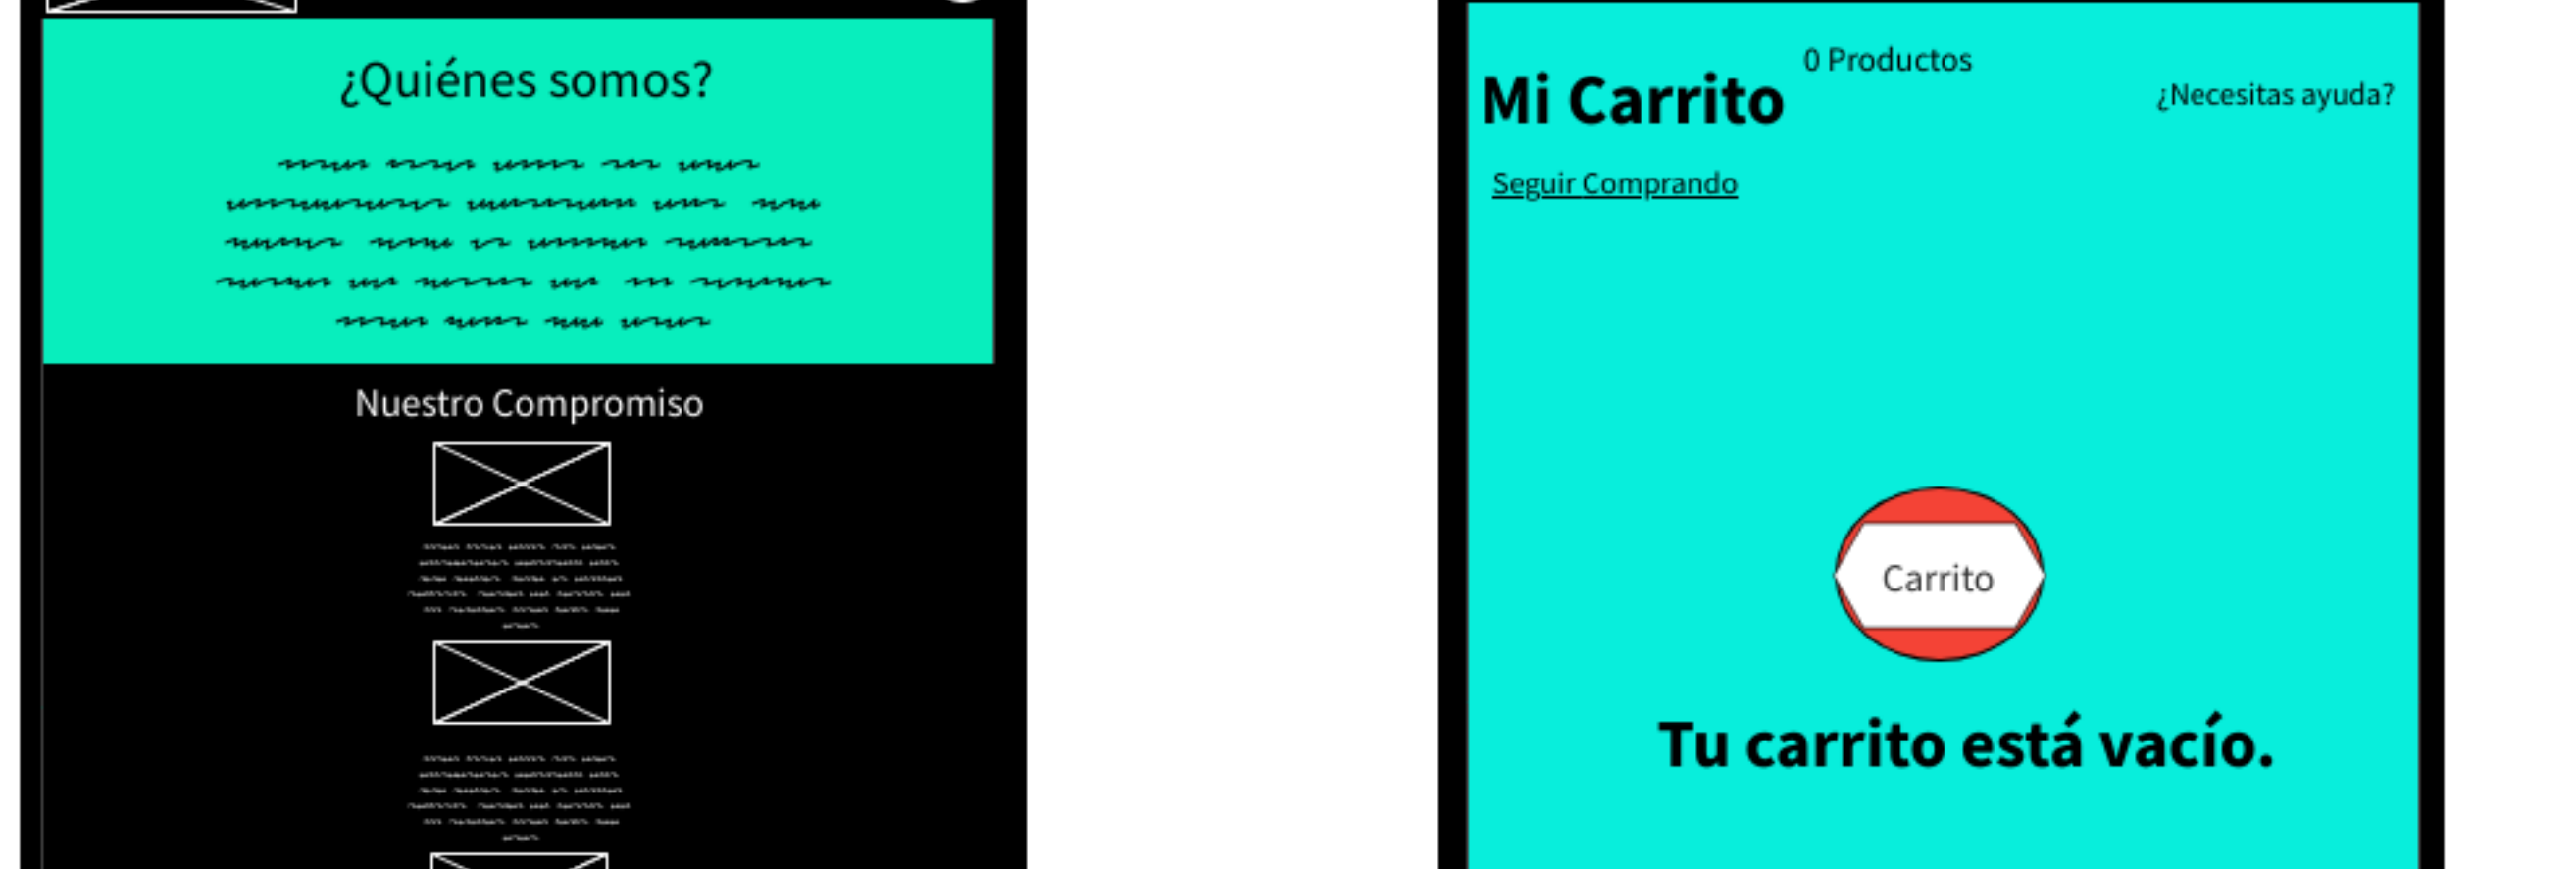 ¿Quiénes somos?
Nuestro Compromiso
0 Productos
Mi Carrito
¿Necesitas ayuda?
Seguir Comprando
Carrito
Tu carrito está vacío.